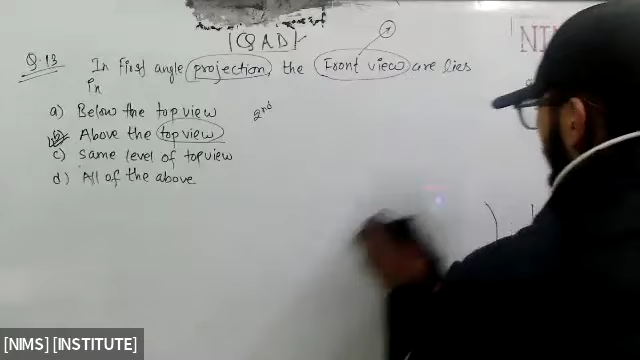 [CGAD]
Q.13 In First angle projection, the Front view are lies
in
a) Below the top view
2nd
b) Above the top view
c) Same level of top view
d) All of the above
[NIMS] [INSTITUTE]